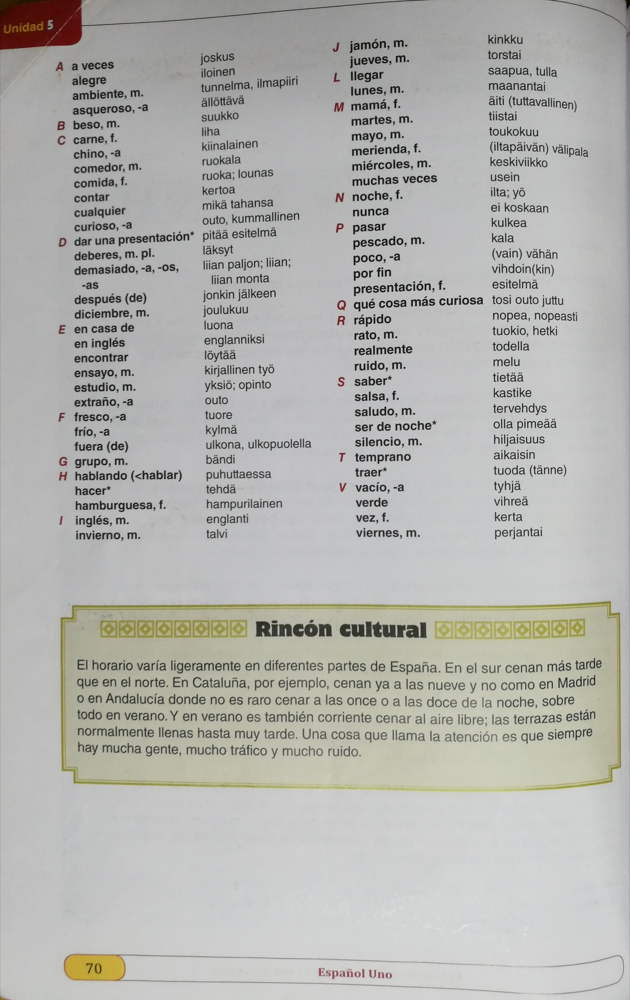 Unidad 5
A a veces joskus
alegre iloinen
ambiente, m. tunnelma, ilmapiiri
asqueroso, -a ällöttävä
B beso, m. suukko
C carne, f. liha
chino, -a kiinalainen
comedor, m. ruokala
comida, f. ruoka; lounas
contar kertoa
cualquier mikä tahansa
curioso, -a outo, kummallinen
D dar una presentación* pitää esitelmä
deberes, m. pl. läksyt
demasiado, -a, -os, liian paljon; liian;
-as liian monta
después (de) jonkin jälkeen
diciembre, m. joulukuu
E en casa de luona
en inglés englanniksi
encontrar löytää
ensayo, m. kirjallinen työ
estudio, m. yksiö; opinto
extraño, -a outo
F fresco, -a tuore
frío, -a kylmä
fuera (de) ulkona, ulkopuolella
G grupo, m. bändi
H hablando (<hablar) puhuttaessa
hacer* tehdä
hamburguesa, f. hampurilainen
I inglés, m. englanti
invierno, m. talvi
J jamón, m. kinkku
jueves, m. torstai
L llegar saapua, tulla
lunes, m. maanantai
M mamá, f. äiti (tuttavallinen)
martes, m. tiistai
mayo, m. toukokuu
merienda, f. (iltapäivän) välipala
miércoles, m. keskiviikko
muchas veces usein
N noche, f. ilta; yö
nunca ei koskaan
P pasar kulkea
pescado, m. kala
poco, -a (vain) vähän
por fin vihdoin(kin)
presentación, f. esitelmä
Q qué cosa más curiosa tosi outo juttu
R rápido nopea, nopeasti
rato, m. tuokio, hetki
realmente todella
ruido, m. melu
S saber* tietää
salsa, f. kastike
saludo, m. tervehdys
ser de noche* olla pimeää
silencio, m. hiljaisuus
T temprano aikaisin
traer* tuoda (tänne)
V vacío, -a tyhjä
verde vihreä
vez, f. kerta
viernes, m. perjantai
Rincón cultural
El horario varía ligeramente en diferentes partes de España. En el sur cenan más tarde
que en el norte. En Cataluña, por ejemplo, cenan ya a las nueve y no como en Madrid
o en Andalucía donde no es raro cenar a las once o a las doce de la noche, sobre
todo en verano. Y en verano es también corriente cenar al aire libre; las terrazas están
normalmente llenas hasta muy tarde. Una cosa que llama la atención es que siempre
hay mucha gente, mucho tráfico y mucho ruido.
70
Español Uno